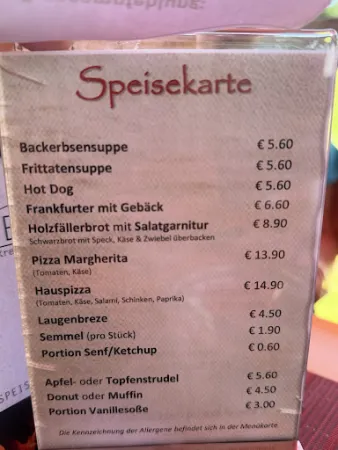 Speisekarte
Backerbsensuppe € 5.60
Frittatensuppe € 5.60
Hot Dog € 5.60
Frankfurter mit Gebäck € 6.60
Holzfällerbrot mit Salatgarnitur € 8.90
Schwarzbrot mit Speck, Käse & Zwiebel überbacken
Pizza Margherita € 13.90
(Tomaten, Käse)
Hauspizza € 14.90
(Tomaten, Käse, Salami, Schinken, Paprika)
Laugenbreze € 4.50
Semmel (pro Stück) € 1.90
Portion Senf/Ketchup € 0.60
Apfel- oder Topfenstrudel € 5.60
Donut oder Muffin € 4.50
Portion Vanillesoße € 3.00
Die Kennzeichnung der Allergene befindet sich in der Menükarte.